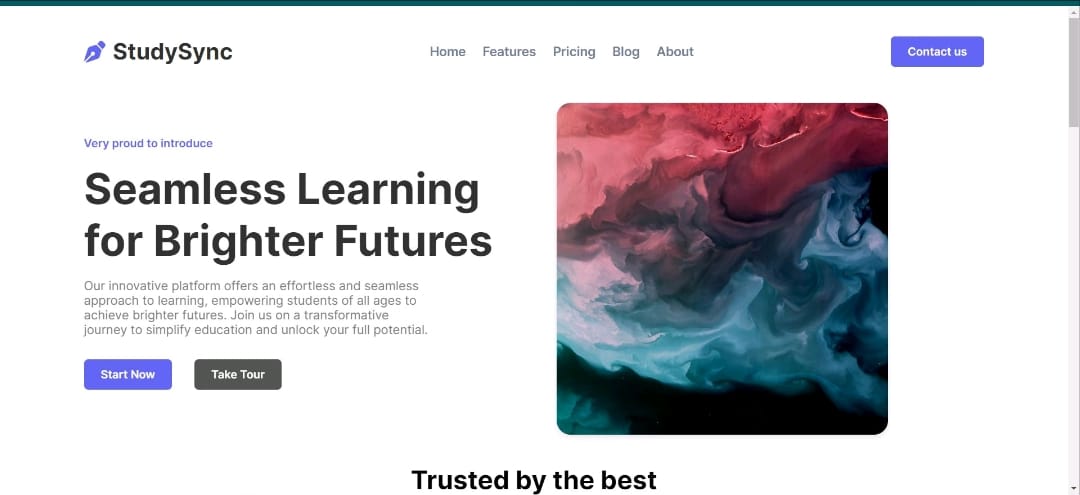 StudySync
Home Features Pricing Blog About
Contact us
Very proud to introduce
Seamless Learning
for Brighter Futures
Our innovative platform offers an effortless and seamless
approach to learning, empowering students of all ages to
achieve brighter futures. Join us on a transformative
journey to simplify education and unlock your full potential.
Start Now Take Tour
Trusted by the best